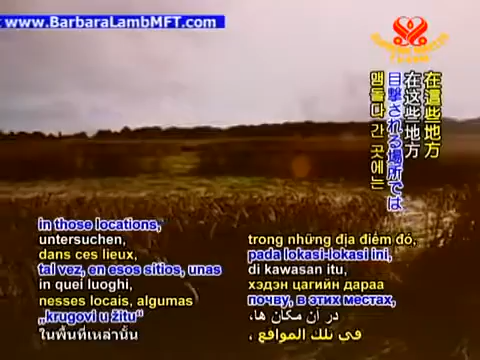 www.BarbaraLambMFT.com
在這些地方
在这些地方
目撃される場所では
맴돌다 간 곳에는
in those locations,
untersuchen,
dans ces lieux,
tal vez, en esos sitios, unas
in quei luoghi,
nesses locais, algumas
„krugovi u žitu“
ในพื้นที่เหล่านั้น
trong những địa điểm đó,
pada lokasi-lokasi ini,
di kawasan itu,
хэдэн цагийн дараа
почву, в этих местах,
در آن مکان ها،
في تلك المواقع ،